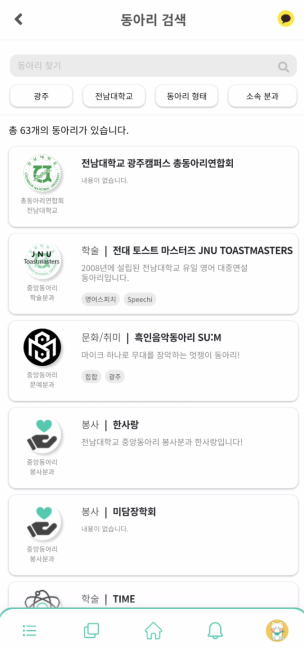 동아리 검색
동아리 찾기
광주
전남대학교
동아리 형태
소속 분과
총 63개의 동아리가 있습니다.
전남대학교 광주캠퍼스 총동아리연합회
내용이 없습니다.
총동아리연합회
전남대학교
학술 | 전대 토스트 마스터즈 JNU TOASTMASTERS
JNU
Toastmasters
2008년에 설립된 전남대학교 유일 영어 대중연설
동아리입니다.
중앙동아리
학술분과
영어스피치
Speechi
문화/취미 | 흑인음악동아리 SU:M
마이크 하나로 무대를 장악하는 멋쟁이 동아리!
중앙동아리
문예분과
힙합
광주
봉사 | 한사랑
전남대학교 중앙동아리 봉사분과 한사랑입니다!
중앙동아리
봉사분과
봉사 | 미담장학회
내용이 없습니다.
중앙동아리
봉사분과
학술 | TIME